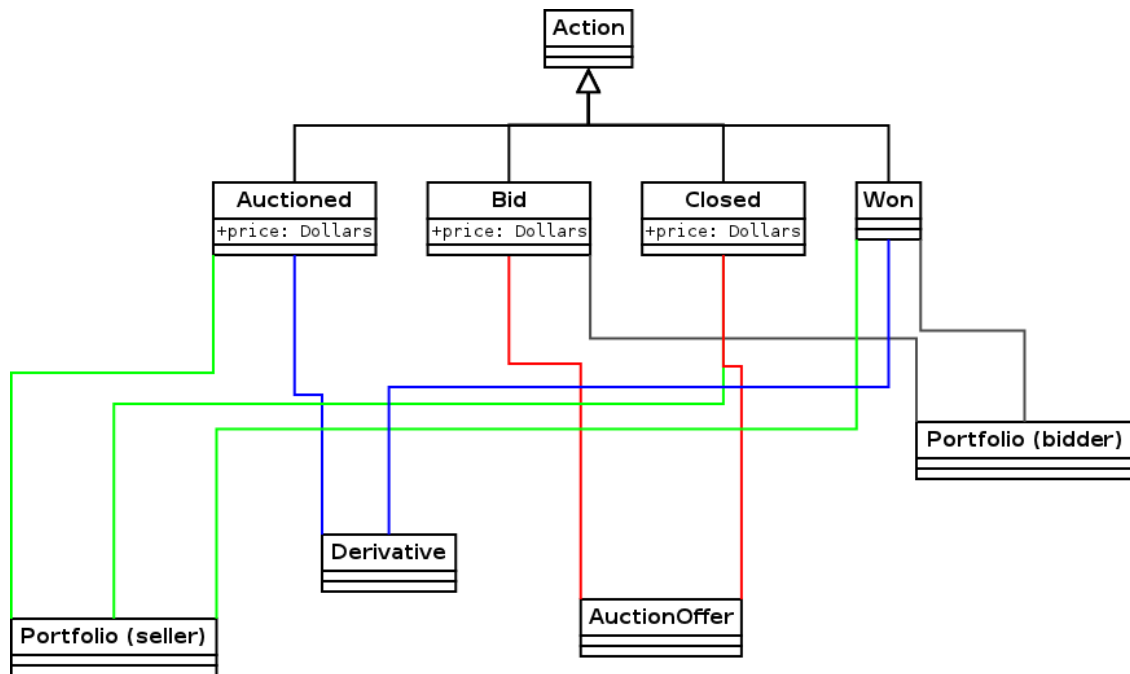 Action
Auctioned
Bid
Closed
Won
+price: Dollars
+price: Dollars
+price: Dollars
Portfolio (bidder)
Derivative
AuctionOffer
Portfolio (seller)